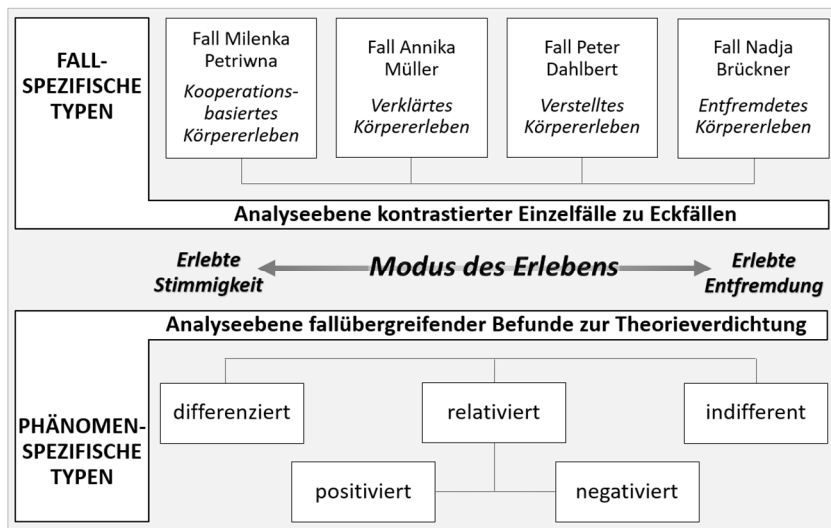 FALL-
SPEZIFISCHE
TYPEN
Fall Milenka
Petriwna
Kooperations-
basiertes
Körpererleben
Fall Annika
Müller
Verklärtes
Körpererleben
Fall Peter
Dahlbert
Verstelltes
Körpererleben
Fall Nadja
Brückner
Entfremdetes
Körpererleben
Analyseebene kontrastierter Einzelfälle zu Eckfällen
Erlebte
Stimmigkeit
Modus des Erlebens
Erlebte
Entfremdung
Analyseebene fallübergreifender Befunde zur Theorieverdichtung
PHÄNOMEN-
SPEZIFISCHE
TYPEN
differenziert
relativiert
indifferent
positiviert
negativiert